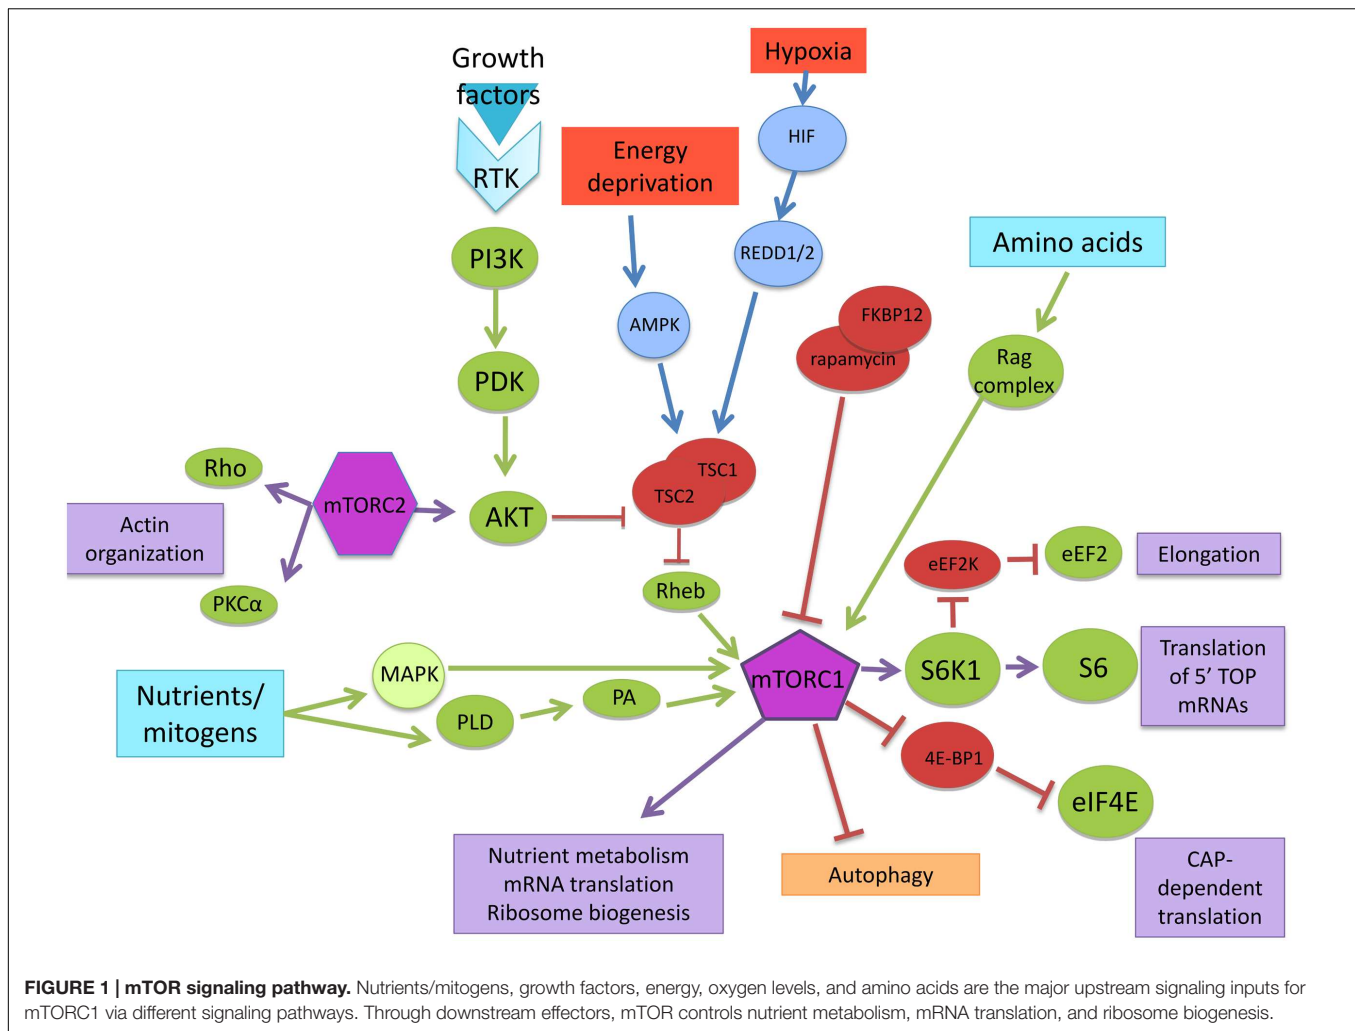 Growth
factors
RTK
Hypoxia
HIF
Energy
deprivation
PI3K
REDD1/2
Amino acids
AMPK
FKBP12
rapamycin
Rag
complex
PDK
TSC1
TSC2
Rho
mTORC2
AKT
Actin
organization
PKCα
Rheb
eEF2K
eEF2
Elongation
MAPK
mTORC1
S6K1
S6
Translation
of 5’ TOP
mRNAs
Nutrients/
mitogens
PLD
PA
4E-BP1
eIF4E
Nutrient metabolism
mRNA translation
Ribosome biogenesis
Autophagy
CAP-
dependent
translation
FIGURE 1 | mTOR signaling pathway. Nutrients/mitogens, growth factors, energy, oxygen levels, and amino acids are the major upstream signaling inputs for
mTORC1 via different signaling pathways. Through downstream effectors, mTOR controls nutrient metabolism, mRNA translation, and ribosome biogenesis.